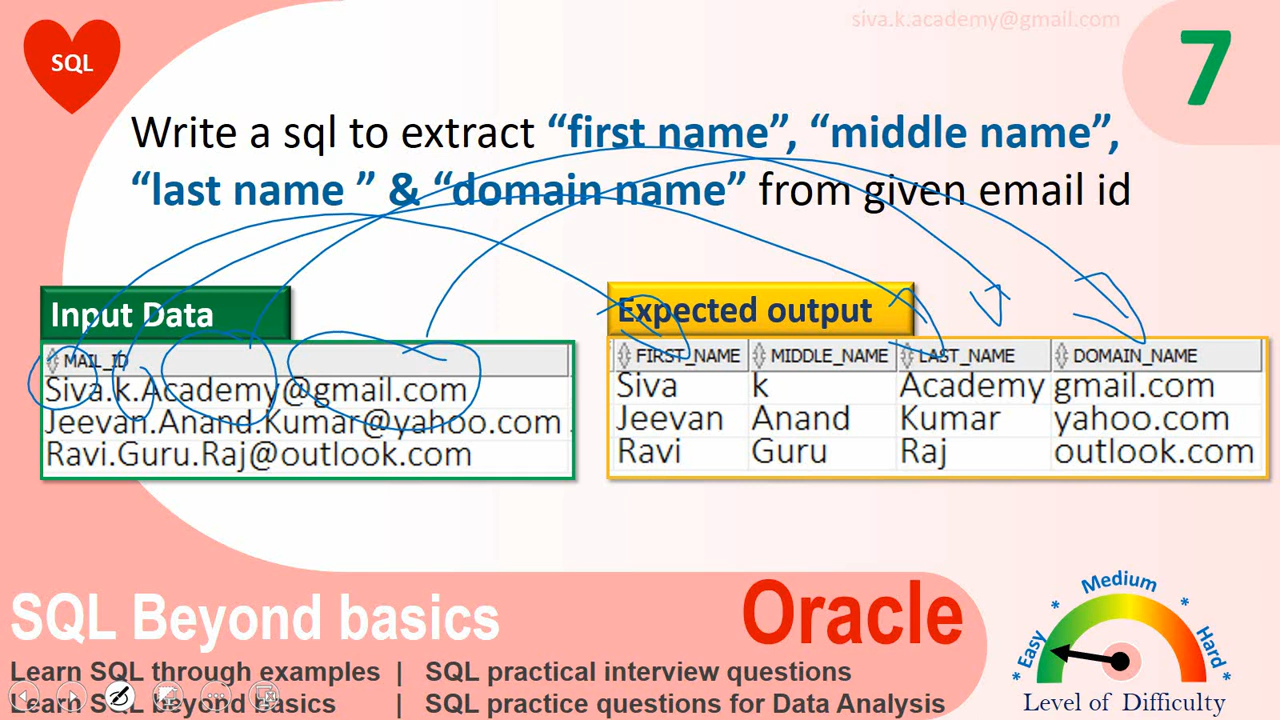 siva.k.academy@gmail.com
SQL
7
Write a sql to extract “first name”, “middle name”,
“last name ” & “domain name” from given email id
Input Data
Expected output
MAIL_ID
Siva.k.Academy@gmail.com
Jeevan.Anand.Kumar@yahoo.com
Ravi.Guru.Raj@outlook.com
FIRST_NAME MIDDLE_NAME LAST_NAME DOMAIN_NAME
Siva k Academy gmail.com
Jeevan Anand Kumar yahoo.com
Ravi Guru Raj outlook.com
SQL Beyond basics
Oracle
Learn SQL through examples | SQL practical interview questions
Learn SQL beyond basics | SQL practice questions for Data Analysis
* Easy * Medium * Hard *
Level of Difficulty